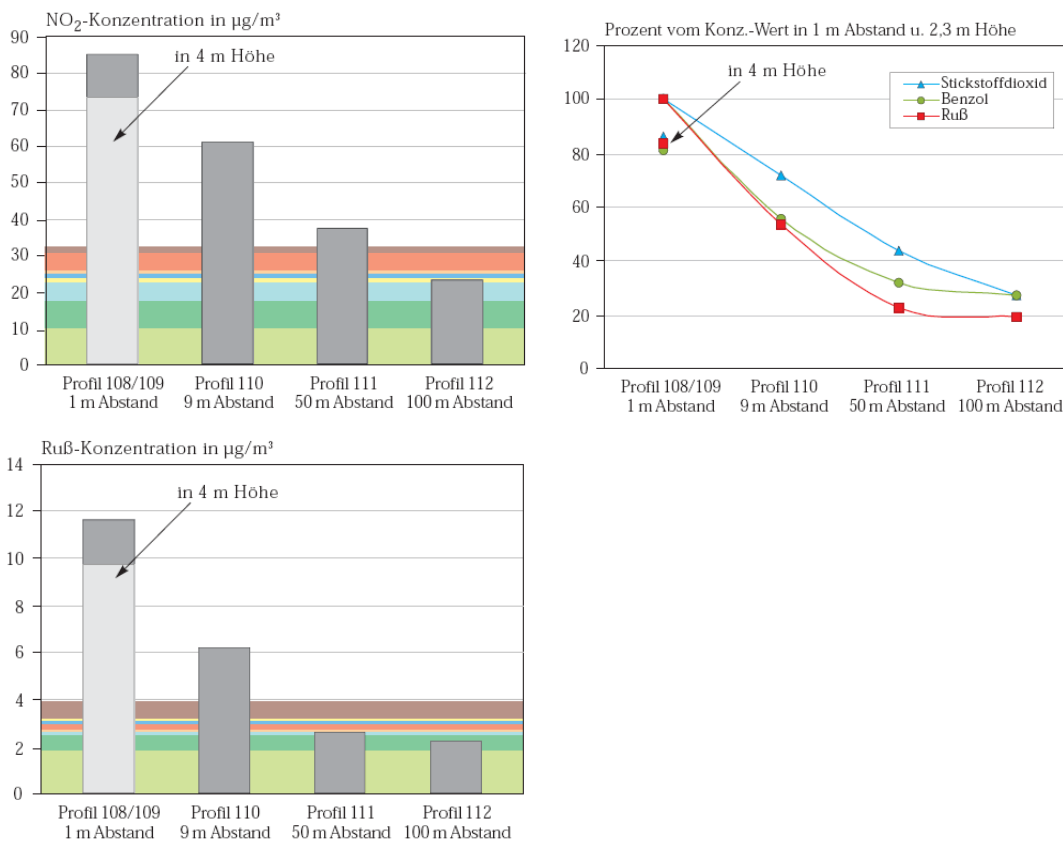 NO₂-Konzentration in µg/m³
90
80
70
60
50
40
30
20
10
0
in 4 m Höhe
Profil 108/109
1 m Abstand
Profil 110
9 m Abstand
Profil 111
50 m Abstand
Profil 112
100 m Abstand
Prozent vom Konz.-Wert in 1 m Abstand u. 2,3 m Höhe
120
100
80
60
40
20
0
in 4 m Höhe
Stickstoffdioxid
Benzol
Ruß
Profil 108/109
1 m Abstand
Profil 110
9 m Abstand
Profil 111
50 m Abstand
Profil 112
100 m Abstand
Ruß-Konzentration in µg/m³
14
12
10
8
6
4
2
0
in 4 m Höhe
Profil 108/109
1 m Abstand
Profil 110
9 m Abstand
Profil 111
50 m Abstand
Profil 112
100 m Abstand